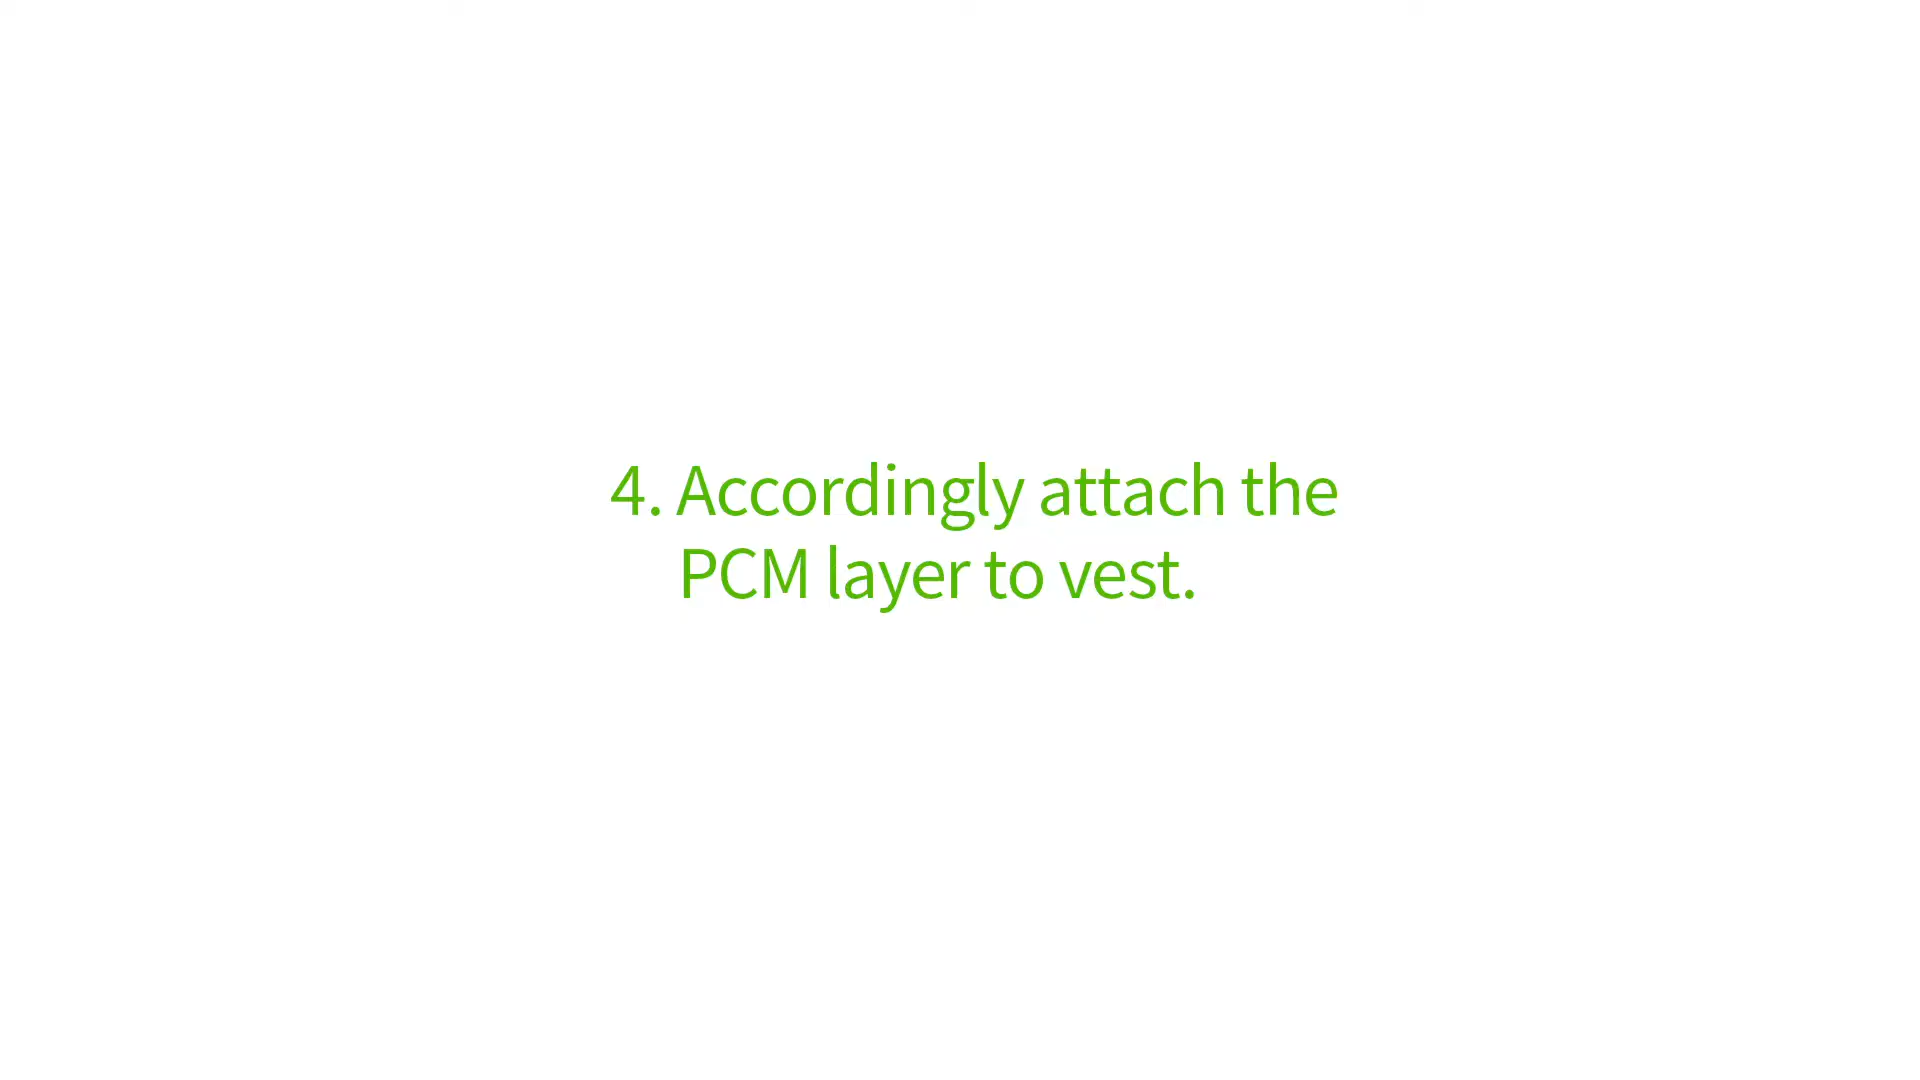 4. Accordingly attach the
PCM layer to vest.